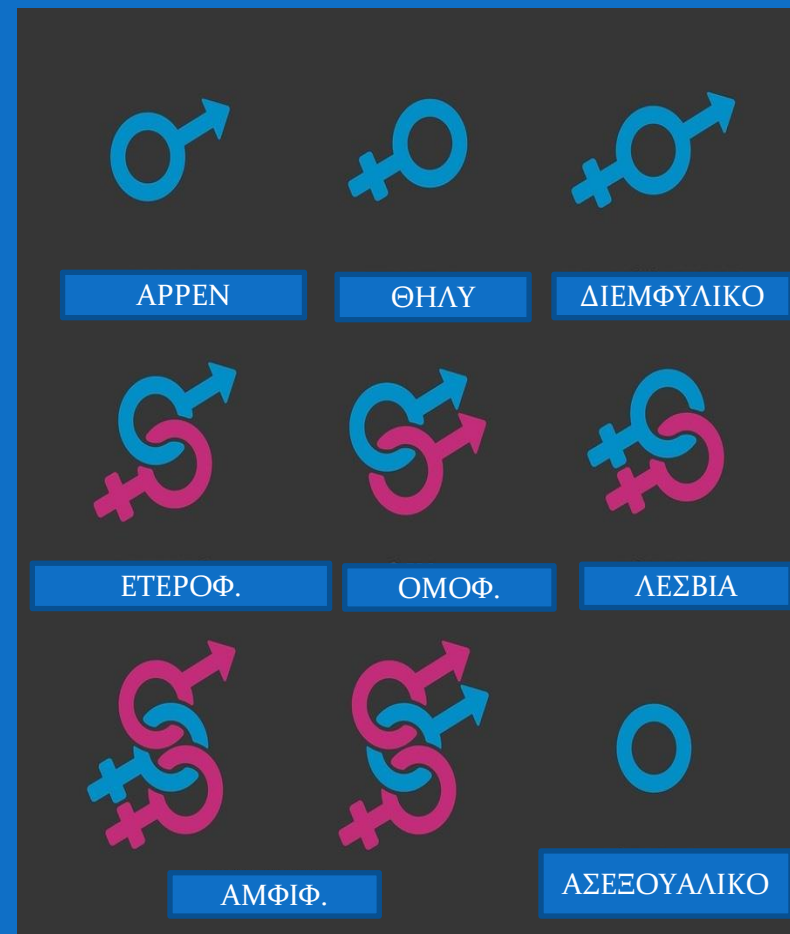 ΑΡΡΕΝ
ΘΗΛΥ
ΔΙΕΜΦΥΛΙΚΟ
ΕΤΕΡΟΦ.
ΟΜΟΦ.
ΛΕΣΒΙΑ
ΑΜΦΙΦ.
ΑΣΕΞΟΥΑΛΙΚΟ